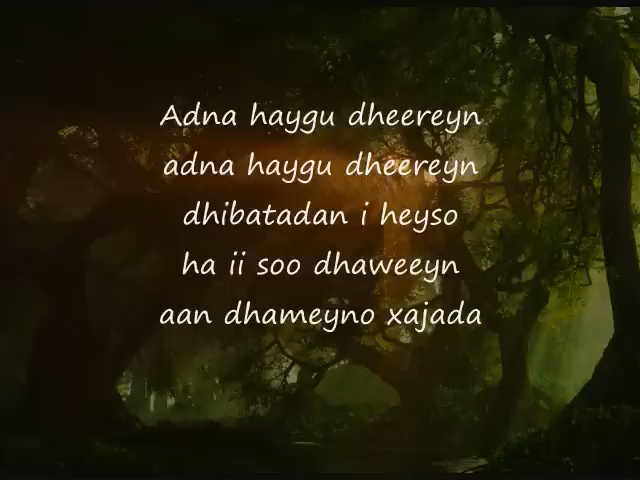 Adna haygu dheereyn
adna haygu dheereyn
dhibatadan i heyso
ha ii soo dhaweeyn
aan dhameyno xajada